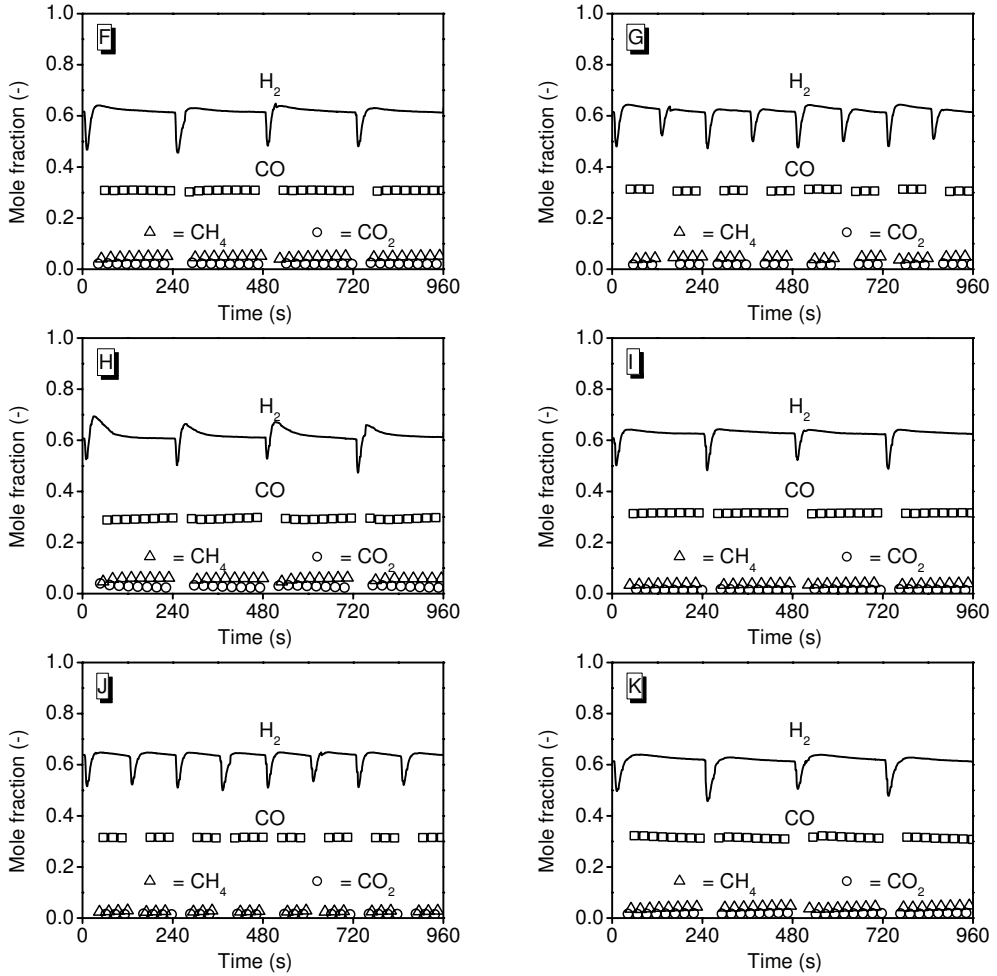 F
Mole fraction (-)
1.0
0.8
0.6
0.4
0.2
0.0
H₂
CO
△ = CH₄ ○ = CO₂
0 240 480 720 960
Time (s)
G
Mole fraction (-)
1.0
0.8
0.6
0.4
0.2
0.0
H₂
CO
△ = CH₄ ○ = CO₂
0 240 480 720 960
Time (s)
H
Mole fraction (-)
1.0
0.8
0.6
0.4
0.2
0.0
H₂
CO
△ = CH₄ ○ = CO₂
0 240 480 720 960
Time (s)
I
Mole fraction (-)
1.0
0.8
0.6
0.4
0.2
0.0
H₂
CO
△ = CH₄ ○ = CO₂
0 240 480 720 960
Time (s)
J
Mole fraction (-)
1.0
0.8
0.6
0.4
0.2
0.0
H₂
CO
△ = CH₄ ○ = CO₂
0 240 480 720 960
Time (s)
K
Mole fraction (-)
1.0
0.8
0.6
0.4
0.2
0.0
H₂
CO
△ = CH₄ ○ = CO₂
0 240 480 720 960
Time (s)